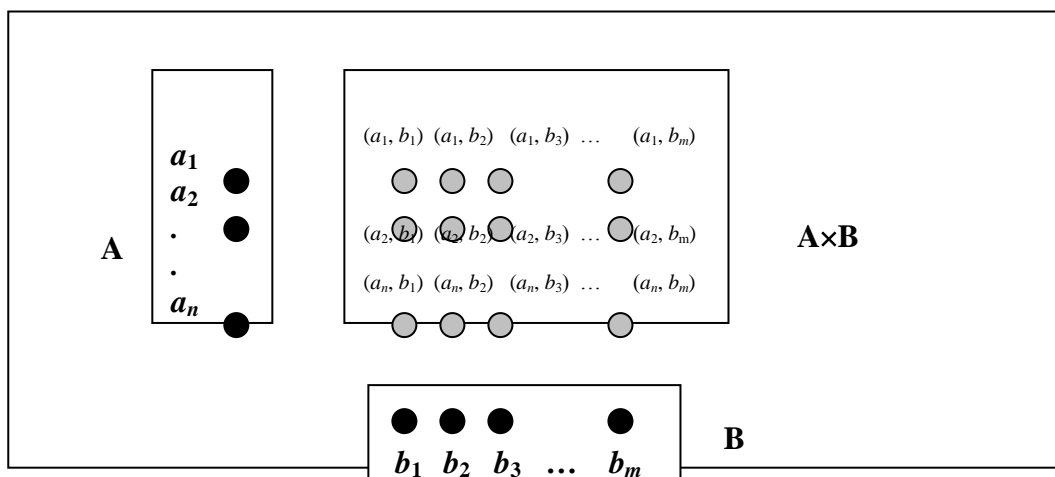 (a₁, b₁) (a₁, b₂) (a₁, b₃) … (a₁, bₘ)
a₁
a₂
.
.
aₙ
A
(a₂, b₁) (a₂, b₂) (a₂, b₃) … (a₂, bₘ)
(aₙ, b₁) (aₙ, b₂) (aₙ, b₃) … (aₙ, bₘ)
A×B
B
b₁ b₂ b₃ … bₘ